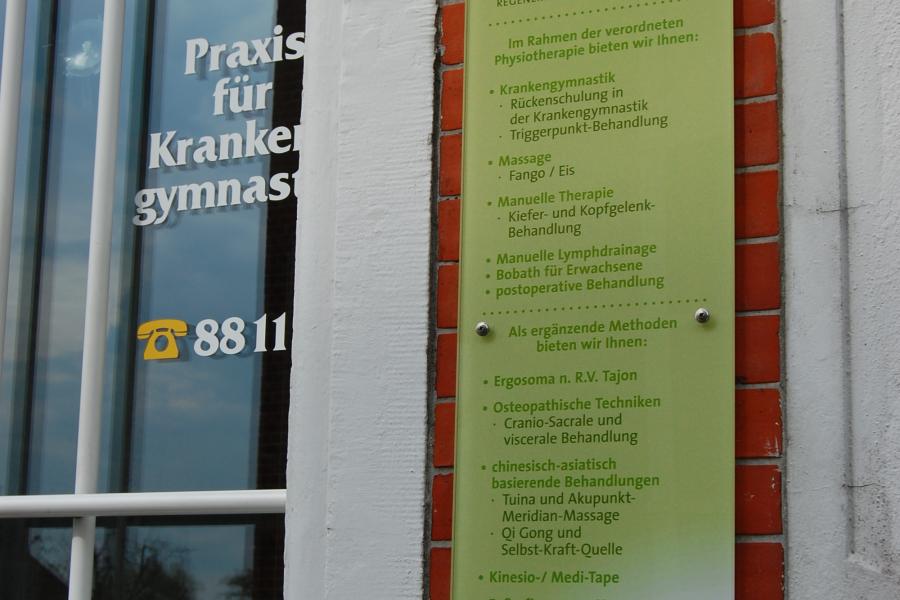 Praxis
für
Kranken
gymnast
88 11
Im Rahmen der verordneten
Physiotherapie bieten wir Ihnen:
• Krankengymnastik
· Rückenschulung in
der Krankengymnastik
· Triggerpunkt-Behandlung
• Massage
· Fango / Eis
• Manuelle Therapie
· Kiefer- und Kopfgelenk-
Behandlung
• Manuelle Lymphdrainage
• Bobath für Erwachsene
• postoperative Behandlung
Als ergänzende Methoden
bieten wir Ihnen:
• Ergosoma n. R.V. Tajon
• Osteopathische Techniken
· Cranio-Sacrale und
viscerale Behandlung
• chinesisch-asiatisch
basierende Behandlungen
· Tuina und Akupunkt-
Meridian-Massage
· Qi Gong und
Selbst-Kraft-Quelle
• Kinesio-/ Medi-Tape